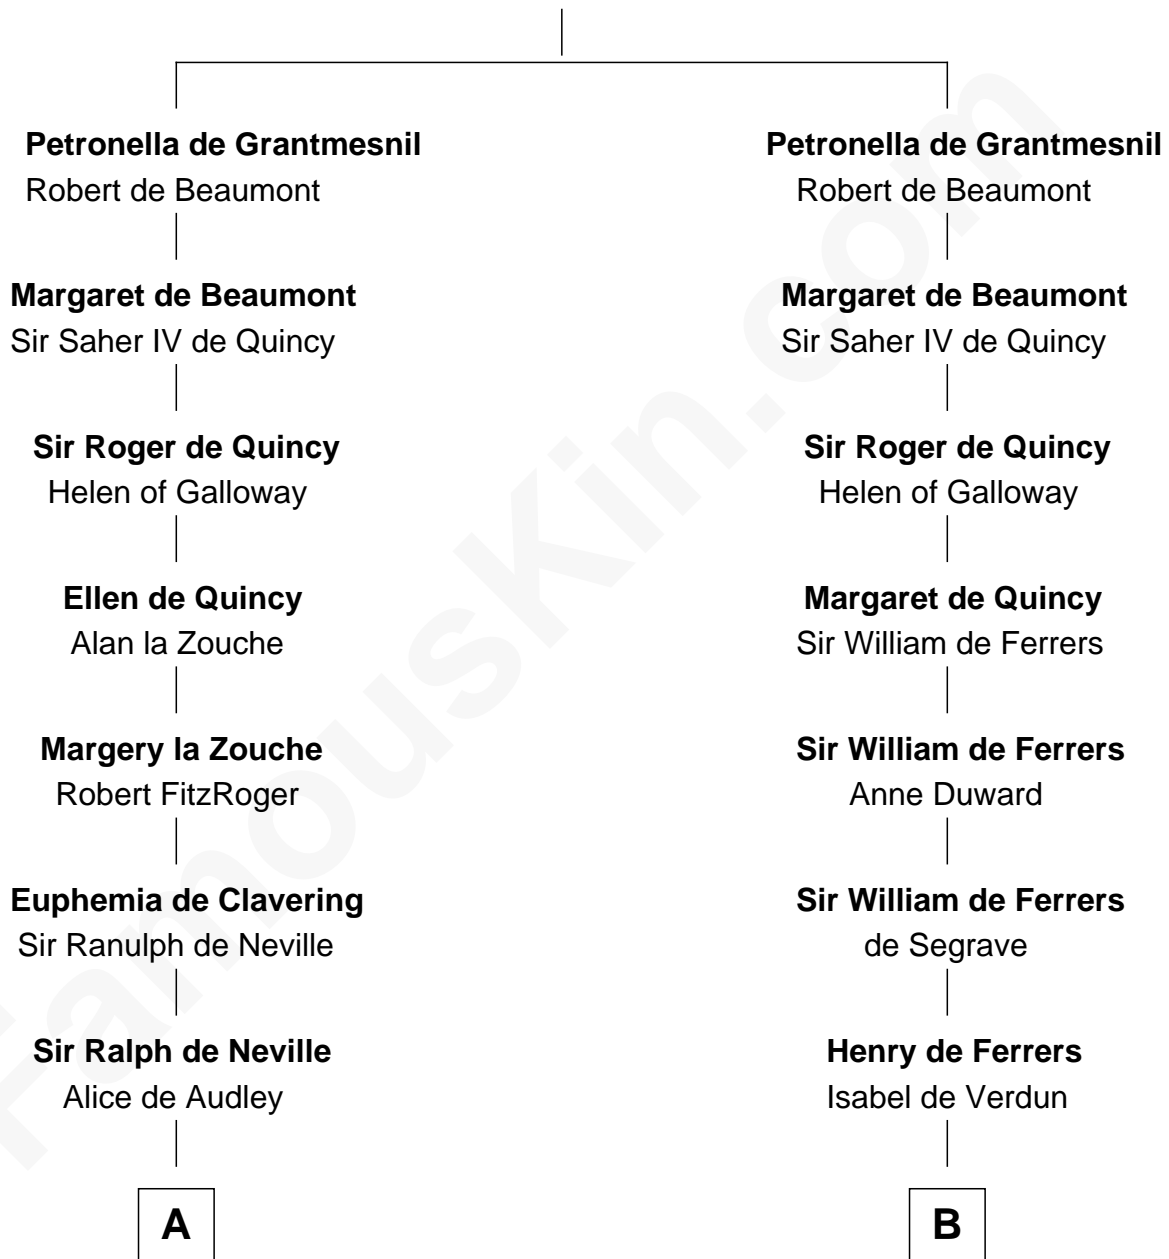 Petronella de Grantmesnil
Robert de Beaumont
Margaret de Beaumont
Sir Saher IV de Quincy
Sir Roger de Quincy
Helen of Galloway
Ellen de Quincy
Alan la Zouche
Margery la Zouche
Robert FitzRoger
Euphemia de Clavering
Sir Ranulph de Neville
Sir Ralph de Neville
Alice de Audley
A
Petronella de Grantmesnil
Robert de Beaumont
Margaret de Beaumont
Sir Saher IV de Quincy
Sir Roger de Quincy
Helen of Galloway
Margaret de Quincy
Sir William de Ferrers
Sir William de Ferrers
Anne Duward
Sir William de Ferrers
de Segrave
Henry de Ferrers
Isabel de Verdun
B
FamousKin.com